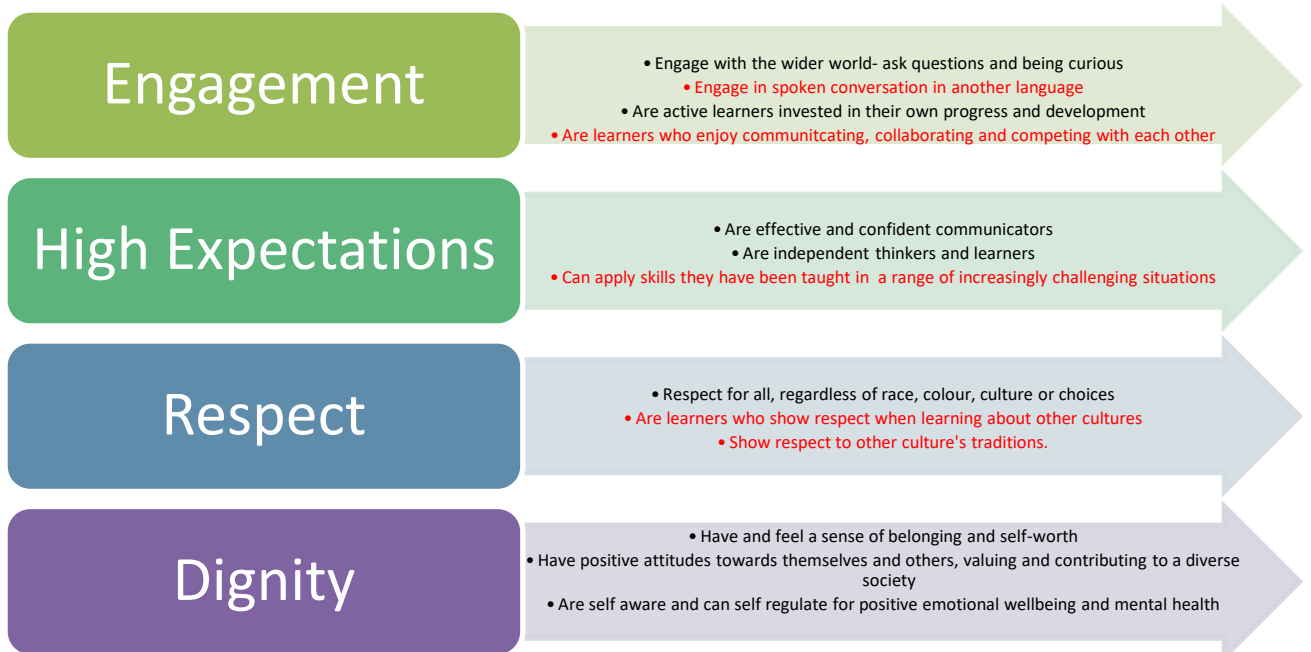 Engagement
• Engage with the wider world- ask questions and being curious
• Engage in spoken conversation in another language
• Are active learners invested in their own progress and development
• Are learners who enjoy communitcating, collaborating and competing with each other
High Expectations
• Are effective and confident communicators
• Are independent thinkers and learners
• Can apply skills they have been taught in a range of increasingly challenging situations
Respect
• Respect for all, regardless of race, colour, culture or choices
• Are learners who show respect when learning about other cultures
• Show respect to other culture's traditions.
Dignity
• Have and feel a sense of belonging and self-worth
• Have positive attitudes towards themselves and others, valuing and contributing to a diverse
society
• Are self aware and can self regulate for positive emotional wellbeing and mental health